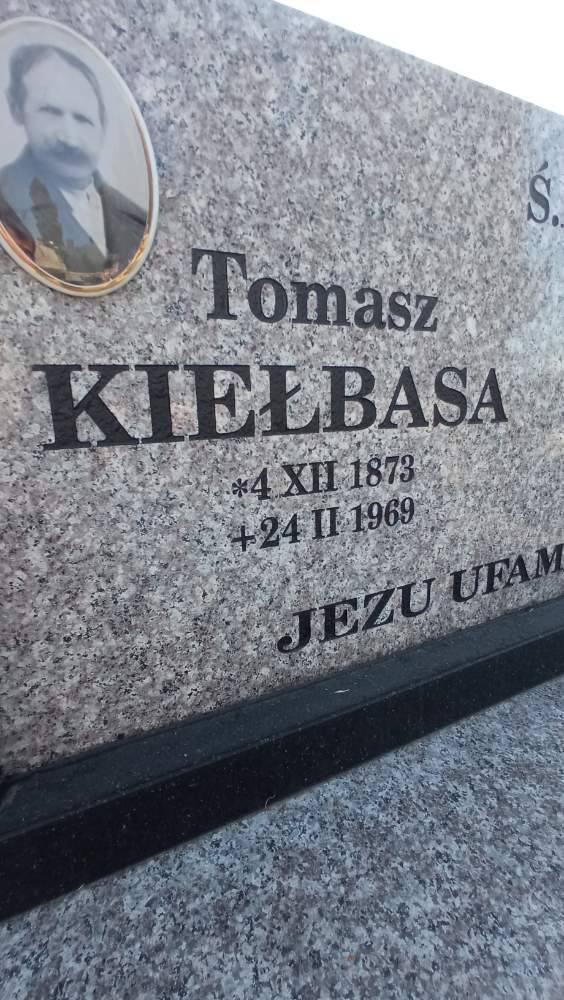 Ś.
Tomasz
KIEŁBASA
*4 XII 1873
+24 II 1969
JEZU UFAM